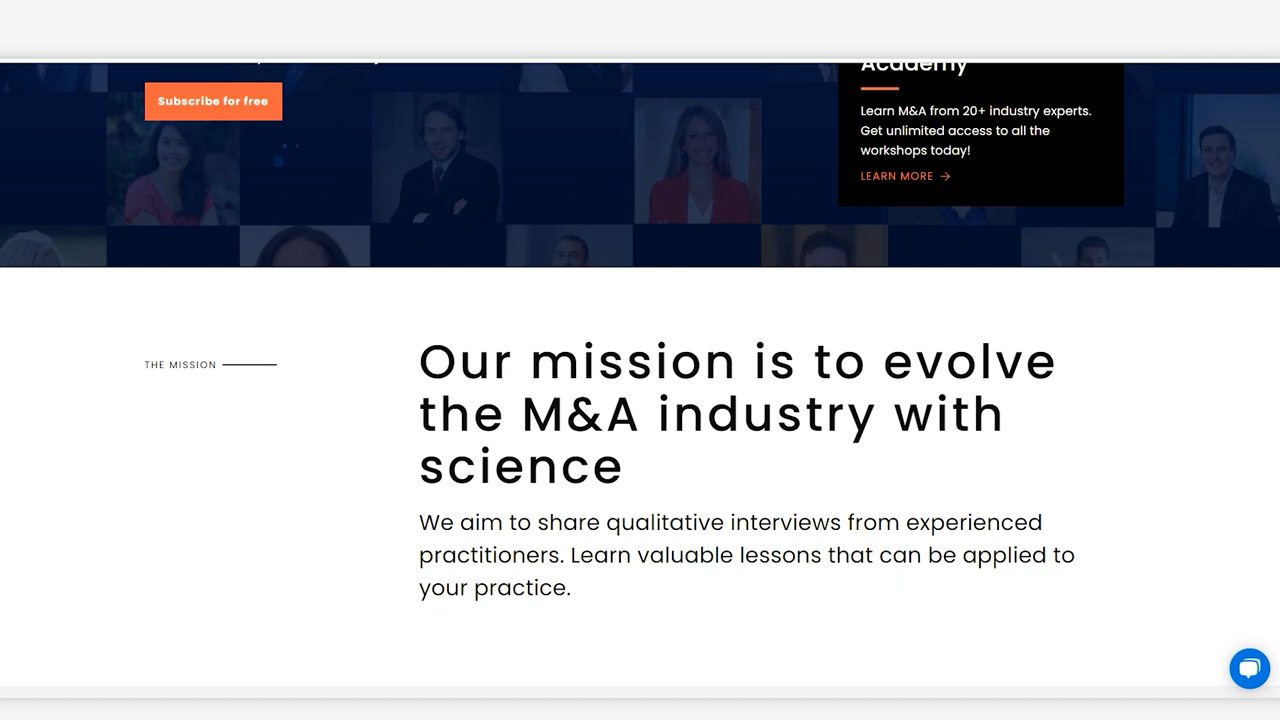 Academy
Subscribe for free
Learn M&A from 20+ industry experts.
Get unlimited access to all the
workshops today!
LEARN MORE
THE MISSION
Our mission is to evolve
the M&A industry with
science
We aim to share qualitative interviews from experienced
practitioners. Learn valuable lessons that can be applied to
your practice.